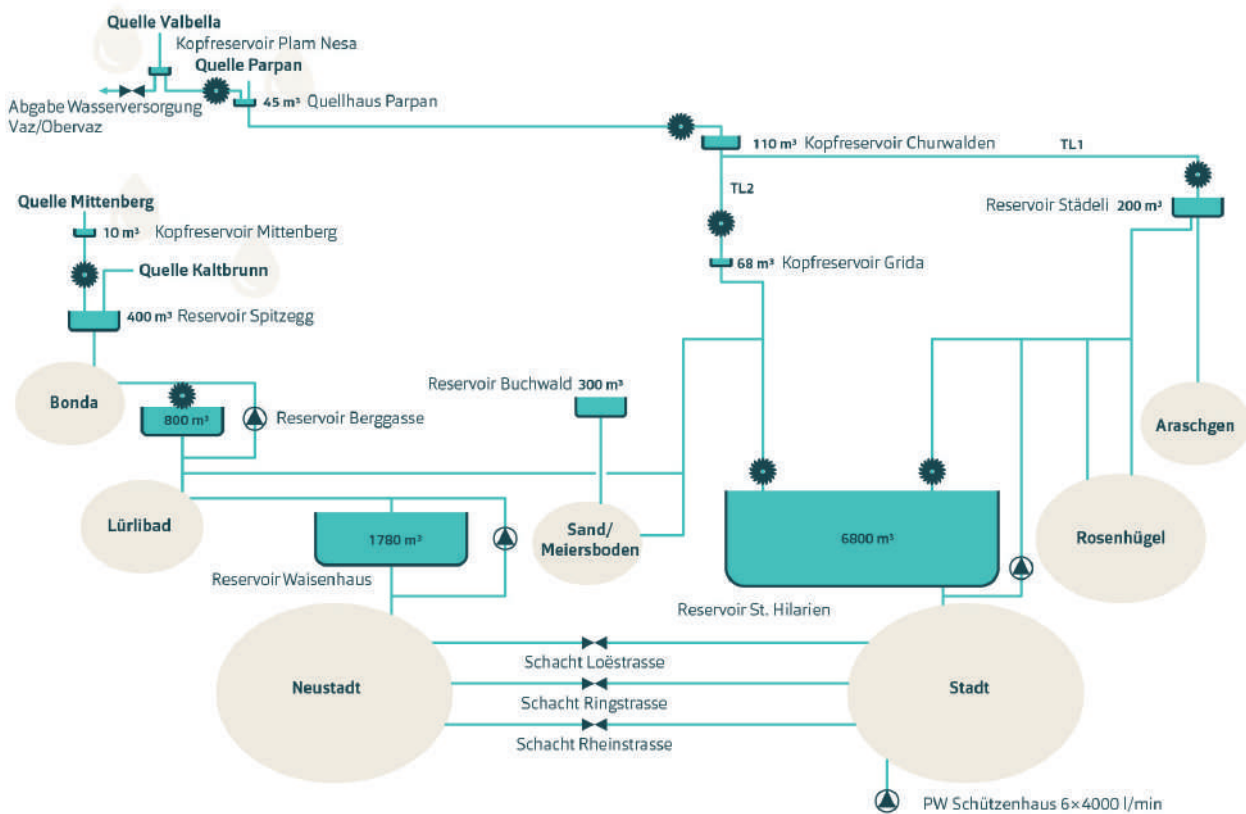 Quelle Valbella
Kopfreservoir Plam Nesa
Quelle Parpan
45 m³ Quellhaus Parpan
Abgabe Wasserversorgung
Vaz/Obervaz
110 m³ Kopfreservoir Churwalden
TL1
TL2
Quelle Mittenberg
10 m³ Kopfreservoir Mittenberg
Reservoir Städeli 200 m³
Quelle Kaltbrunn
68 m³ Kopfreservoir Grida
400 m³ Reservoir Spitzegg
Reservoir Buchwald 300 m³
Bonda
800 m³
Reservoir Berggasse
Araschgen
Lürlibad
Sand/
Meiersboden
1780 m³
6800 m³
Rosenhügel
Reservoir Waisenhaus
Reservoir St. Hilarien
Schacht Loëstrasse
Neustadt
Stadt
Schacht Ringstrasse
Schacht Rheinstrasse
PW Schützenhaus 6×4000 l/min